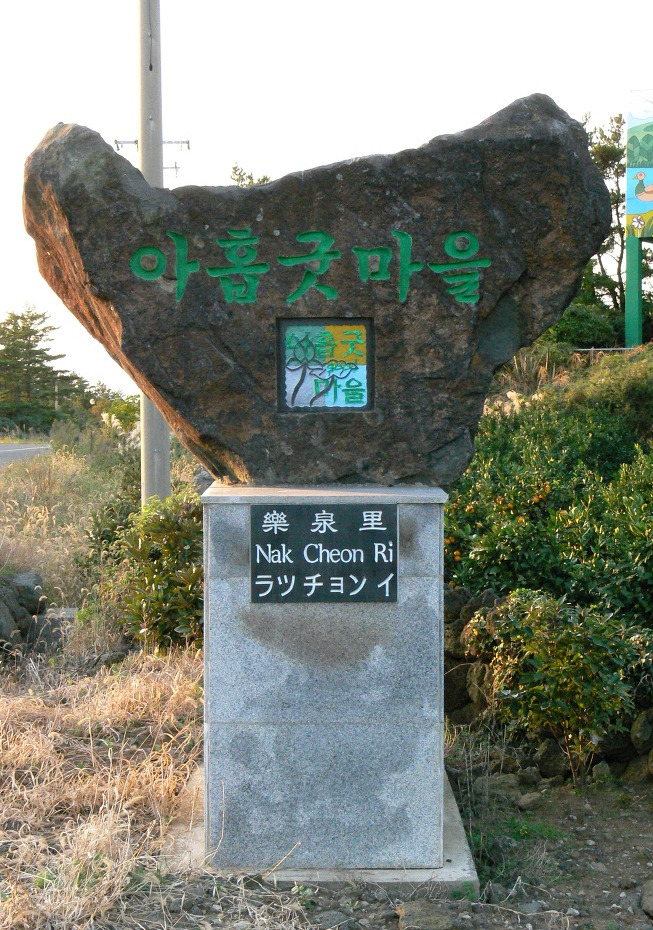 아홉굿마을
아홉굿
마을
樂泉里
Nak Cheon Ri
ラツチョンイ